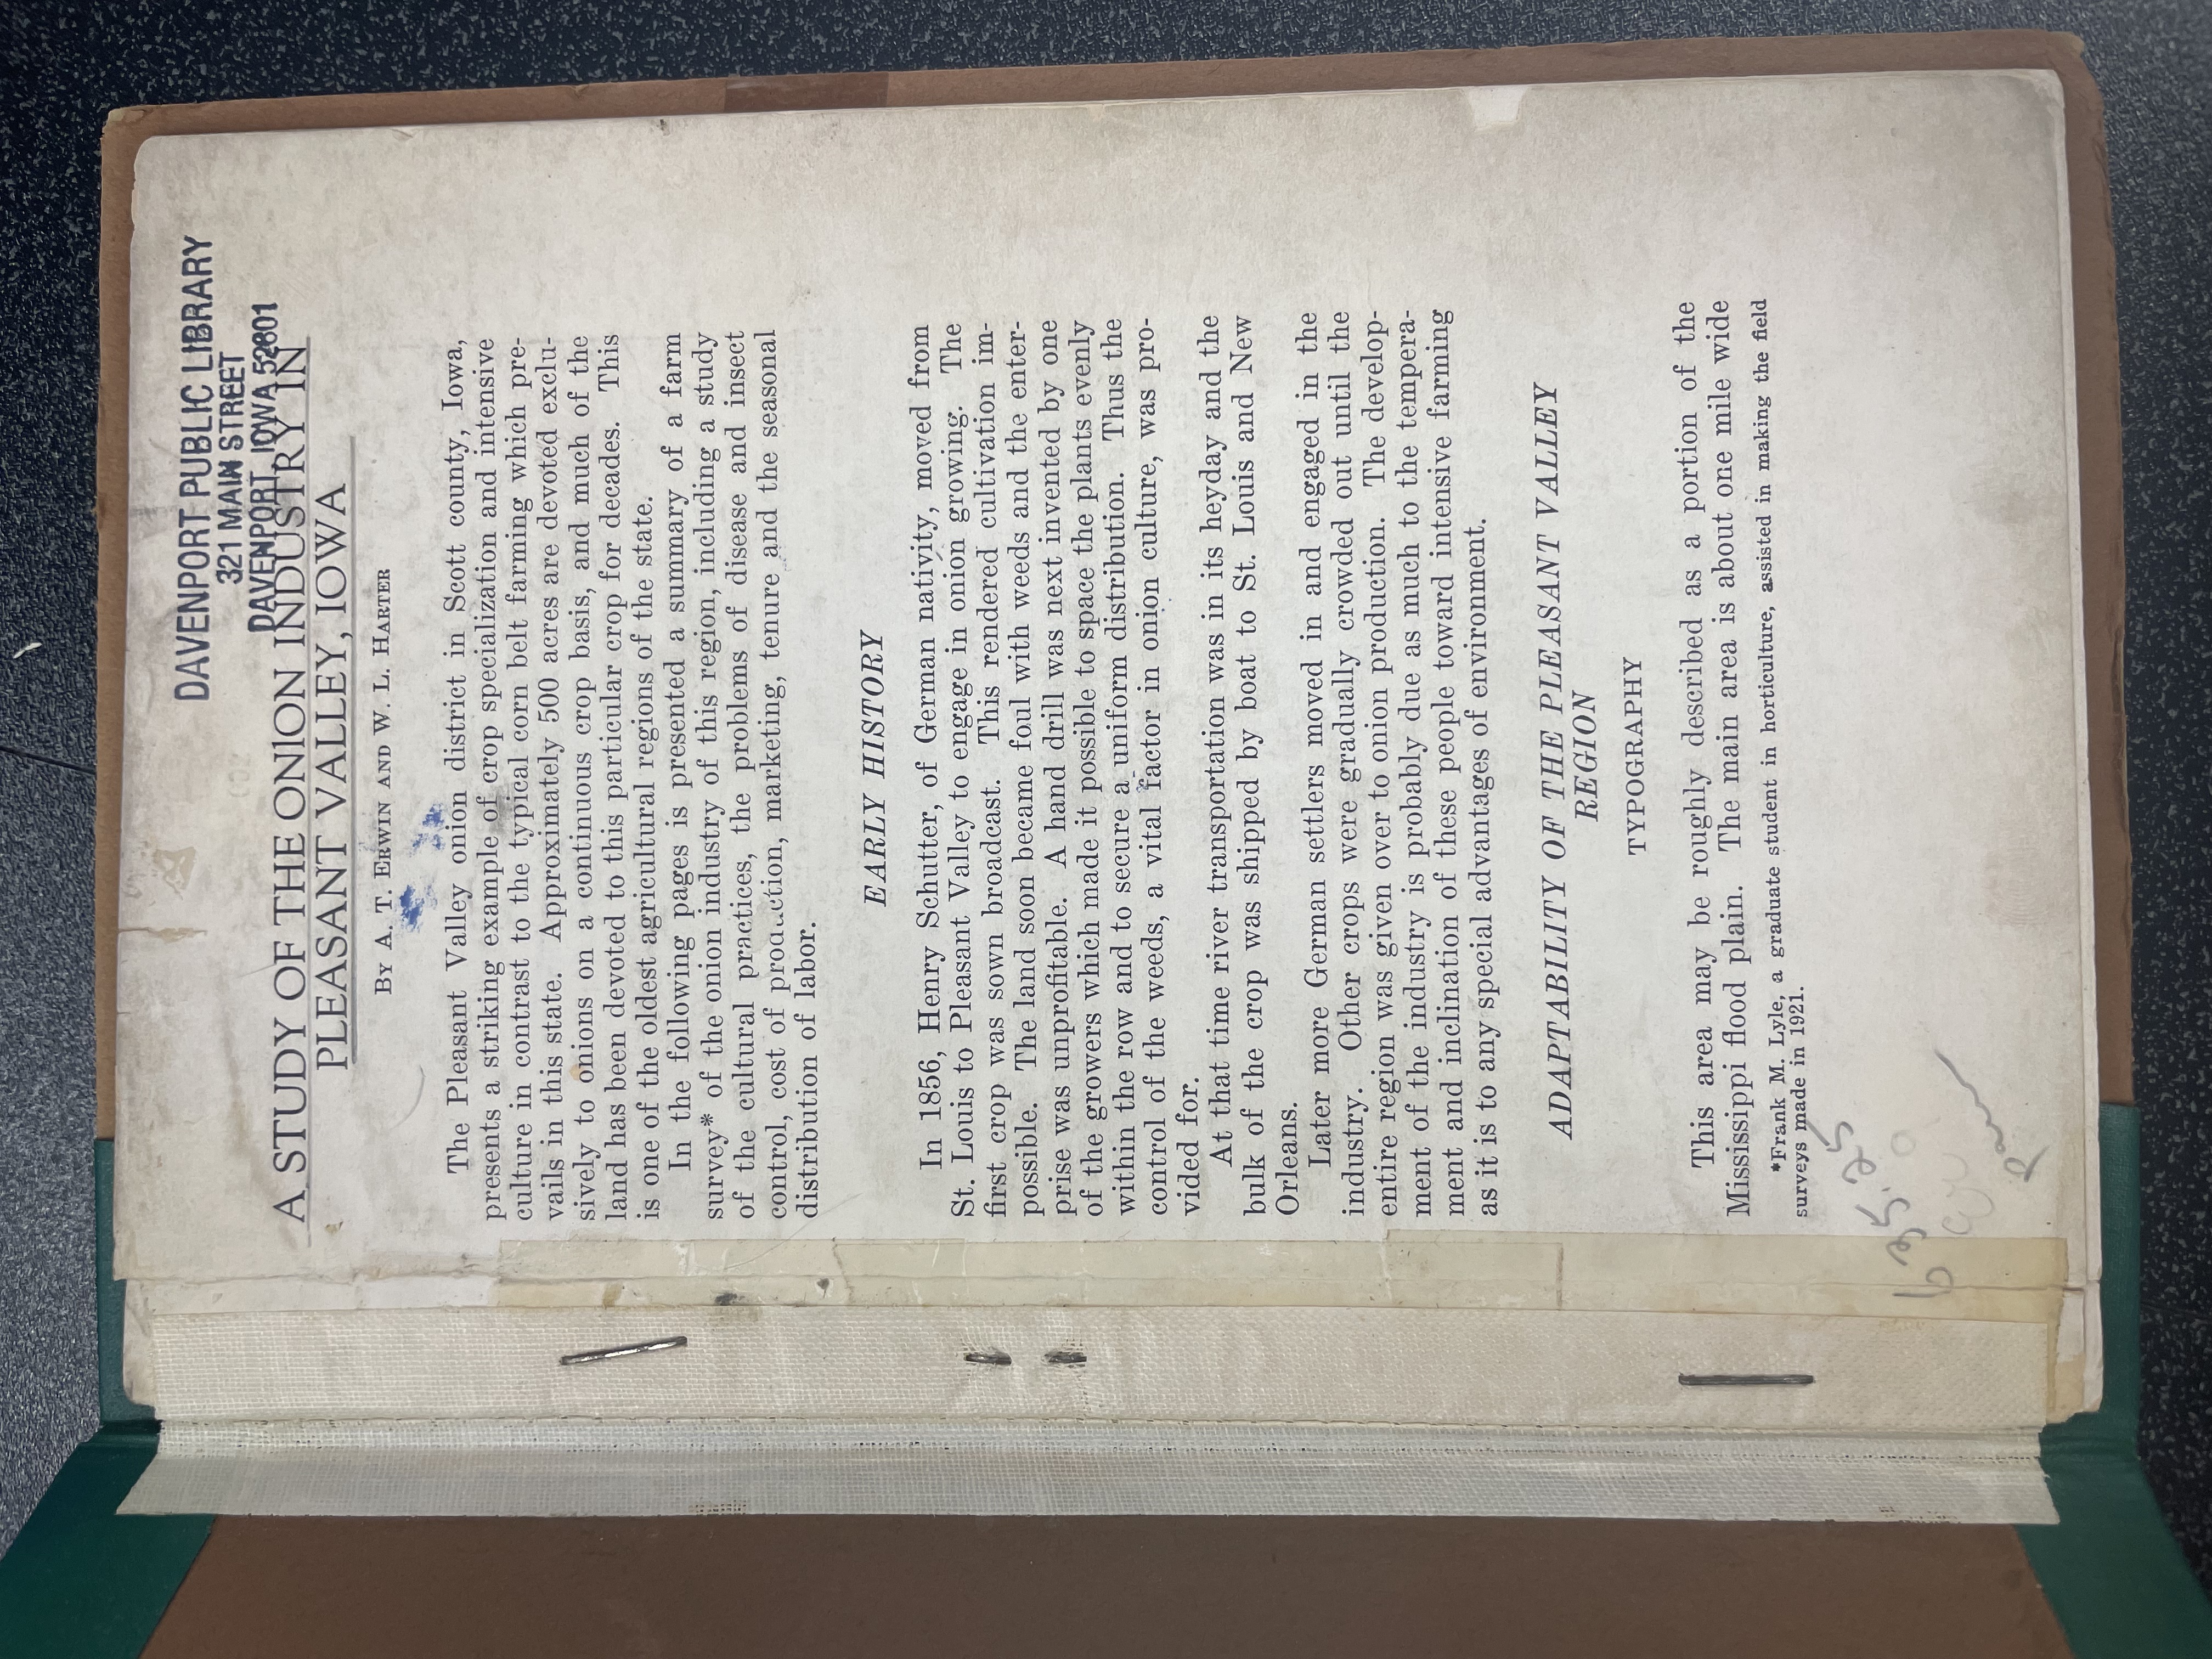 DAVENPORT PUBLIC LIBRARY
321 MAIN STREET
DAVENPORT, IOWA 52801
A STUDY OF THE ONION INDUSTRY IN
PLEASANT VALLEY, IOWA
By A. T. Erwin and W. L. Harter
The Pleasant Valley onion district in Scott county, Iowa,
presents a striking example of crop specialization and intensive
culture in contrast to the typical corn belt farming which pre-
vails in this state. Approximately 500 acres are devoted exclu-
sively to onions on a continuous crop basis, and much of the
land has been devoted to this particular crop for decades. This
is one of the oldest agricultural regions of the state.
In the following pages is presented a summary of a farm
survey* of the onion industry of this region, including a study
of the cultural practices, the problems of disease and insect
control, cost of production, marketing, tenure and the seasonal
distribution of labor.
EARLY HISTORY
In 1856, Henry Schutter, of German nativity, moved from
St. Louis to Pleasant Valley to engage in onion growing. The
first crop was sown broadcast. This rendered cultivation im-
possible. The land soon became foul with weeds and the enter-
prise was unprofitable. A hand drill was next invented by one
of the growers which made it possible to space the plants evenly
within the row and to secure a uniform distribution. Thus the
control of the weeds, a vital factor in onion culture, was pro-
vided for.
At that time river transportation was in its heyday and the
bulk of the crop was shipped by boat to St. Louis and New
Orleans.
Later more German settlers moved in and engaged in the
industry. Other crops were gradually crowded out until the
entire region was given over to onion production. The develop-
ment of the industry is probably due as much to the tempera-
ment and inclination of these people toward intensive farming
as it is to any special advantages of environment.
ADAPTABILITY OF THE PLEASANT VALLEY
REGION
TYPOGRAPHY
This area may be roughly described as a portion of the
Mississippi flood plain. The main area is about one mile wide
*Frank M. Lyle, a graduate student in horticulture, assisted in making the field
surveys made in 1921.
635.25